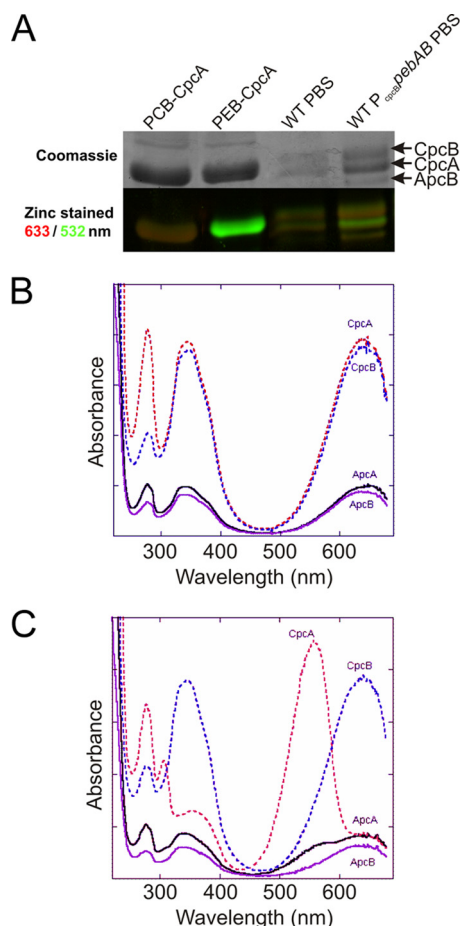 A
PCB-CpcA
PEB-CpcA
WT PBS
WT P cpcB pebAB PBS
Coomassie
CpcB
CpcA
ApcB
Zinc stained
633 / 532 nm
B
CpcA
CpcB
ApcA
ApcB
Absorbance
300 400 500 600
Wavelength (nm)
C
CpcA
CpcB
ApcA
ApcB
Absorbance
300 400 500 600
Wavelength (nm)